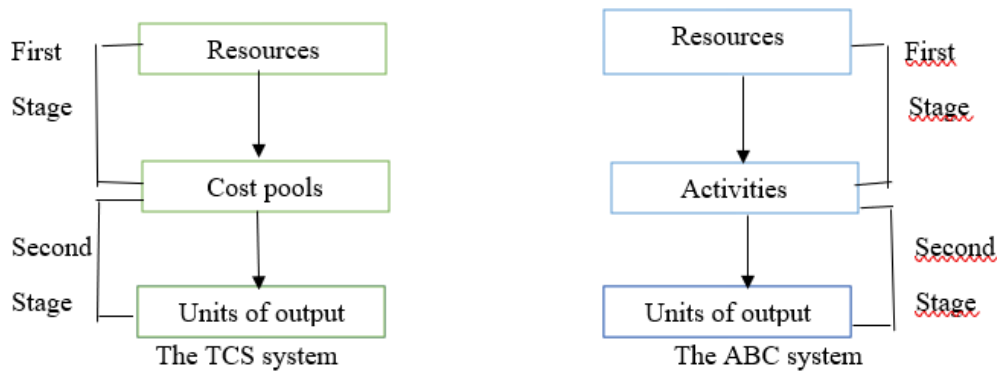 First
Stage
Resources
Cost pools
Second
Stage
Units of output
The TCS system
Resources
First
Stage
Activities
Second
Stage
Units of output
The ABC system